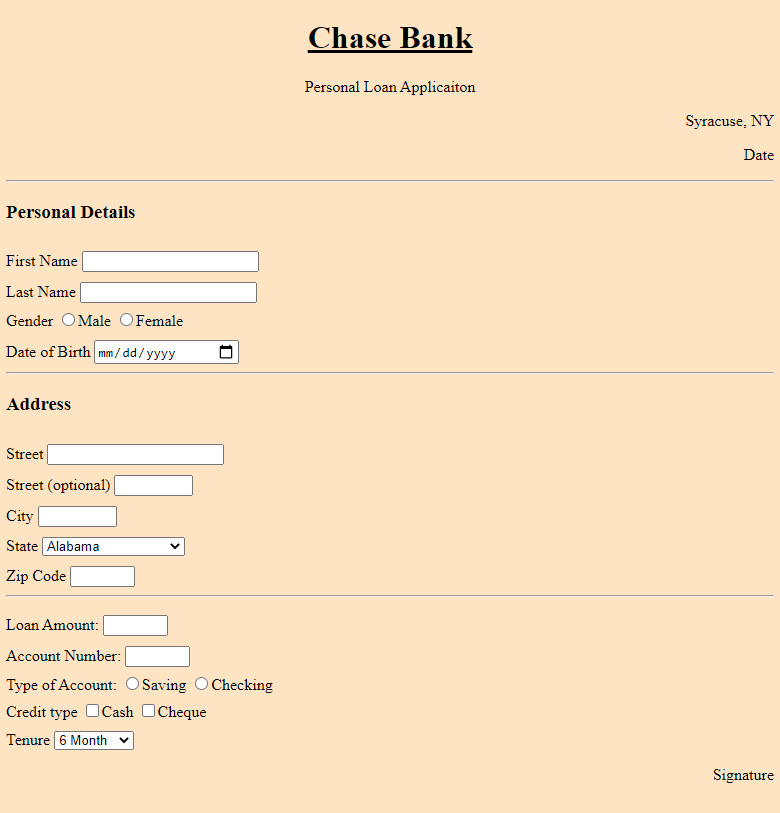 Chase Bank
Personal Loan Applicaiton
Syracuse, NY
Date
Personal Details
First Name
Last Name
Gender Male Female
Date of Birth mm/dd/yyyy
Address
Street
Street (optional)
City
State Alabama
Zip Code
Loan Amount:
Account Number:
Type of Account: Saving Checking
Credit type Cash Cheque
Tenure 6 Month
Signature